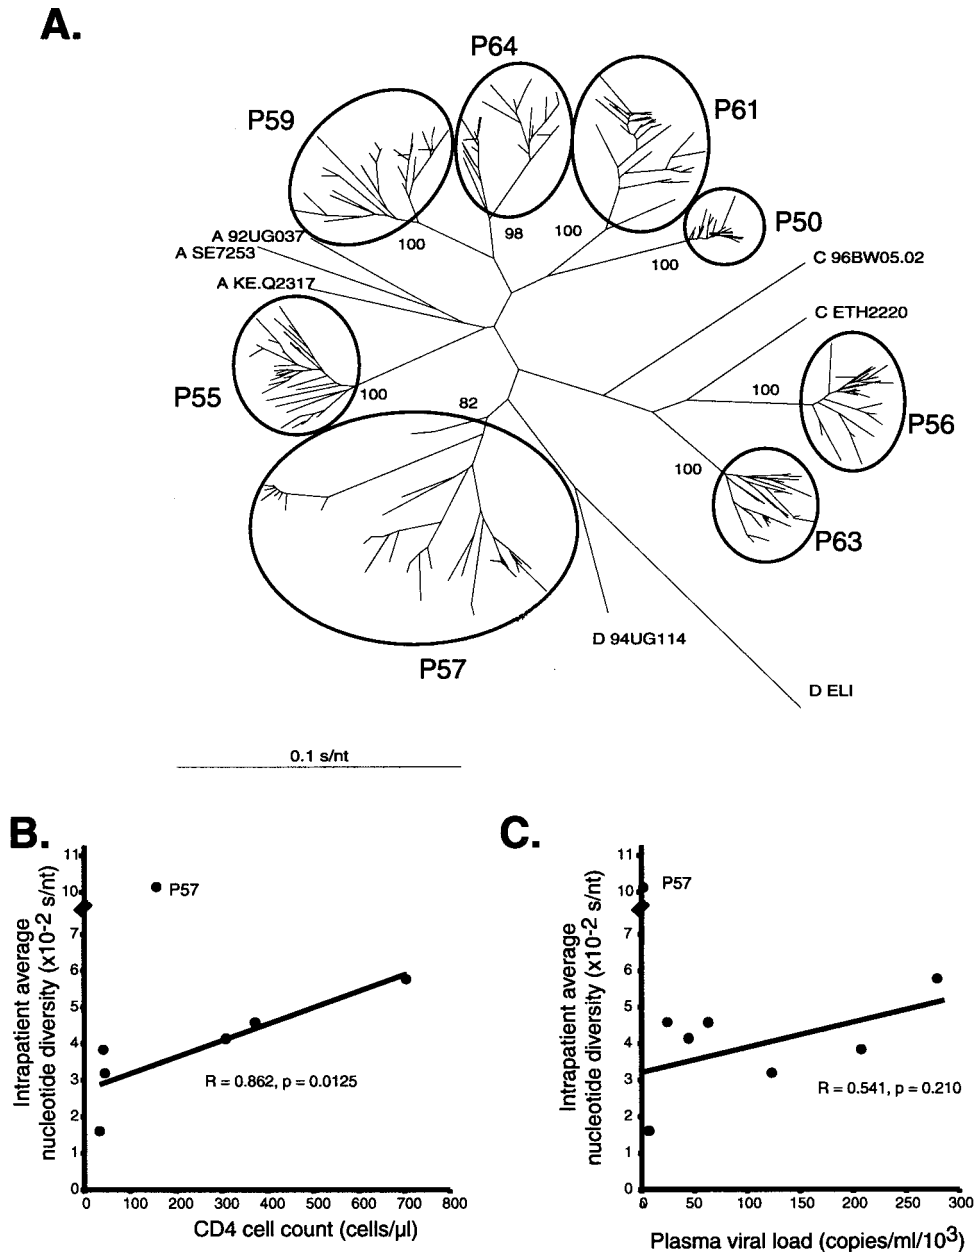 A.
P64
P59
P61
P50
100
98
100
100
A 92UG037
A SE7253
A KE.Q2317
C 96BW05.02
C ETH2220
P55
100
82
100
P56
100
P63
P57
D 94UG114
D ELI
0.1 s/nt
B.
Intrapatient average
nucleotide diversity (x10-2 s/nt)
11
10
7
6
5
4
3
2
1
0
P57
R = 0.862, p = 0.0125
0 100 200 300 400 500 600 700 800
CD4 cell count (cells/µl)
C.
Intrapatient average
nucleotide diversity (x10-2 s/nt)
11
10
7
6
5
4
3
2
1
0
P57
R = 0.541, p = 0.210
0 50 100 150 200 250 300
Plasma viral load (copies/ml/10³)